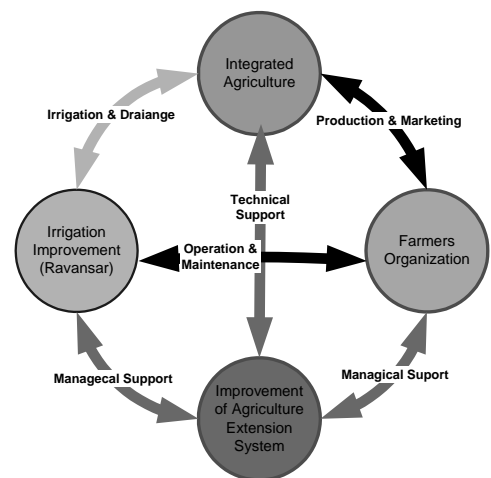 Integrated
Agriculture
Irrigation & Draiange
Production & Marketing
Technical
Support
Irrigation
Improvement
(Ravansar)
Operation &
Maintenance
Farmers
Organization
Managecal Support
Managical Suport
Improvement
of Agriculture
Extension
System